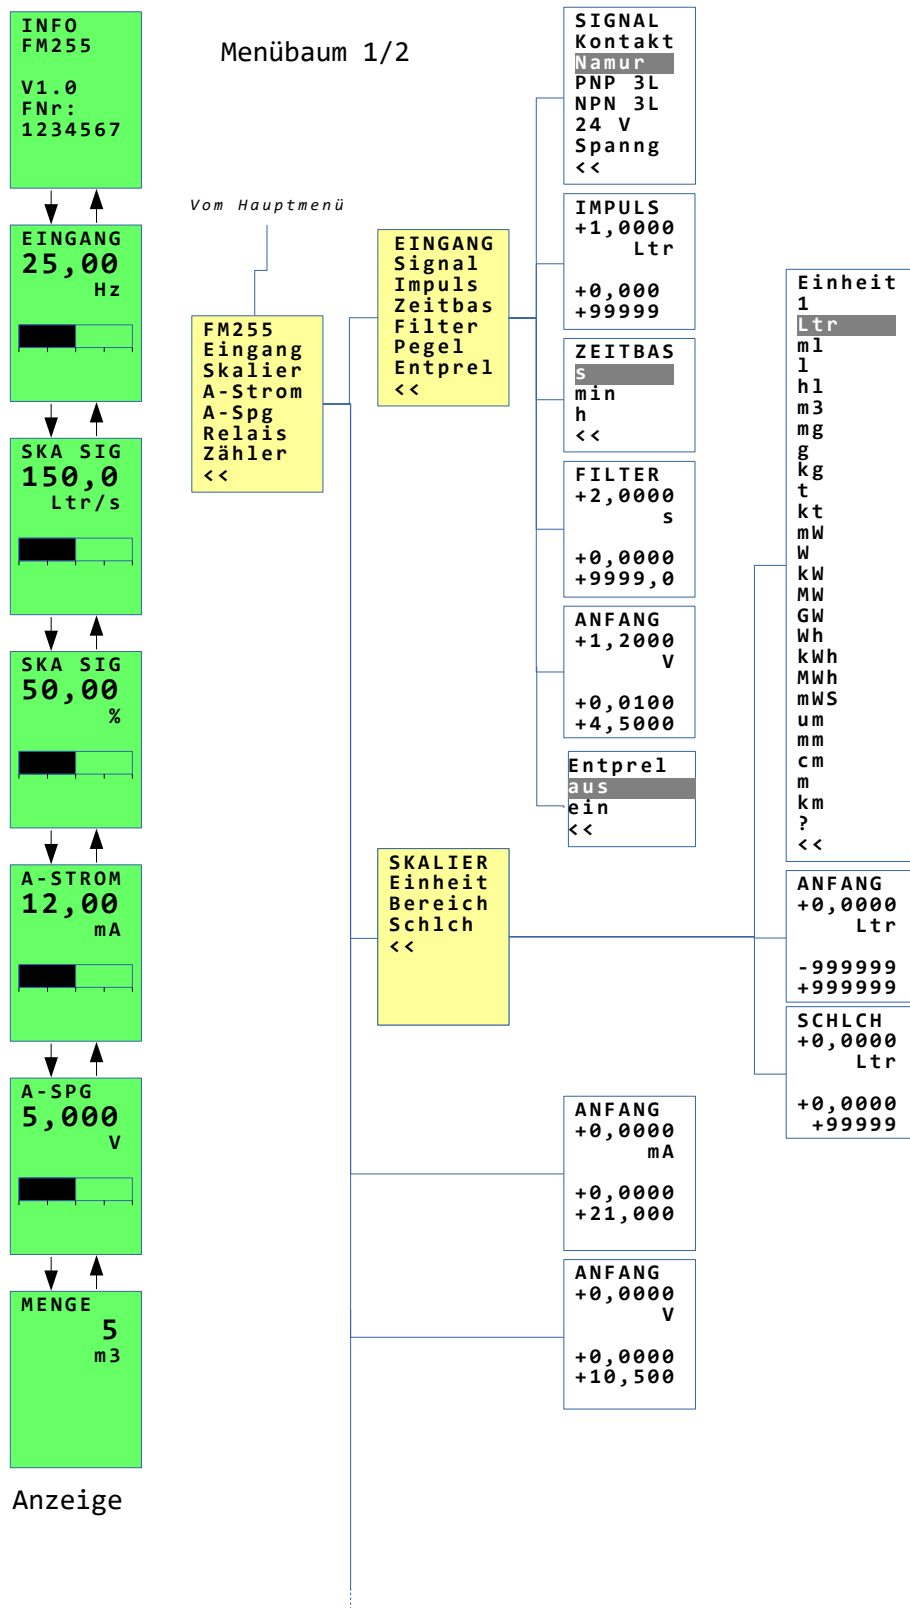 INFO
FM255
V1.0
FNr:
1234567
EINGANG
25,00
Hz
SKA SIG
150,0
Ltr/s
SKA SIG
50,00
%
A-STROM
12,00
mA
A-SPG
5,000
V
MENGE
5
m3
Anzeige
Menübaum 1/2
Vom Hauptmenü
FM255
Eingang
Skalier
A-Strom
A-Spg
Relais
Zähler
<<
EINGANG
Signal
Impuls
Zeitbas
Filter
Pegel
Entprel
<<
SKALIER
Einheit
Bereich
Schlch
<<
SIGNAL
Kontakt
Namur
PNP 3L
NPN 3L
24 V
Spanng
<<
IMPULS
+1,0000
Ltr
+0,000
+99999
ZEITBAS
s
min
h
<<
FILTER
+2,0000
s
+0,0000
+9999,0
ANFANG
+1,2000
V
+0,0100
+4,5000
Entprel
aus
ein
<<
ANFANG
+0,0000
mA
+0,0000
+21,000
ANFANG
+0,0000
V
+0,0000
+10,500
Einheit
1
Ltr
ml
l
hl
m3
mg
g
kg
t
kt
mW
W
kW
MW
GW
Wh
kWh
MWh
mWS
um
mm
cm
m
km
?
<<
ANFANG
+0,0000
Ltr
-999999
+999999
SCHLCH
+0,0000
Ltr
+0,0000
+99999